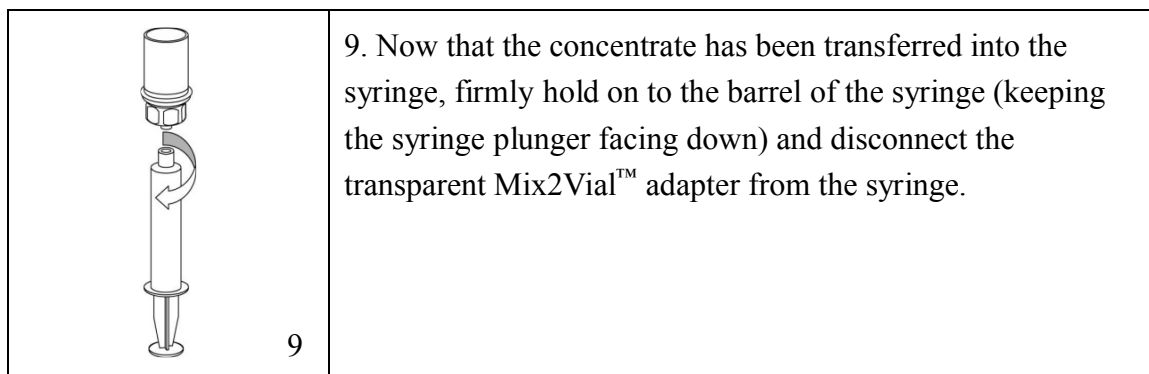 9. Now that the concentrate has been transferred into the
syringe, firmly hold on to the barrel of the syringe (keeping
the syringe plunger facing down) and disconnect the
transparent Mix2Vial™ adapter from the syringe.
9